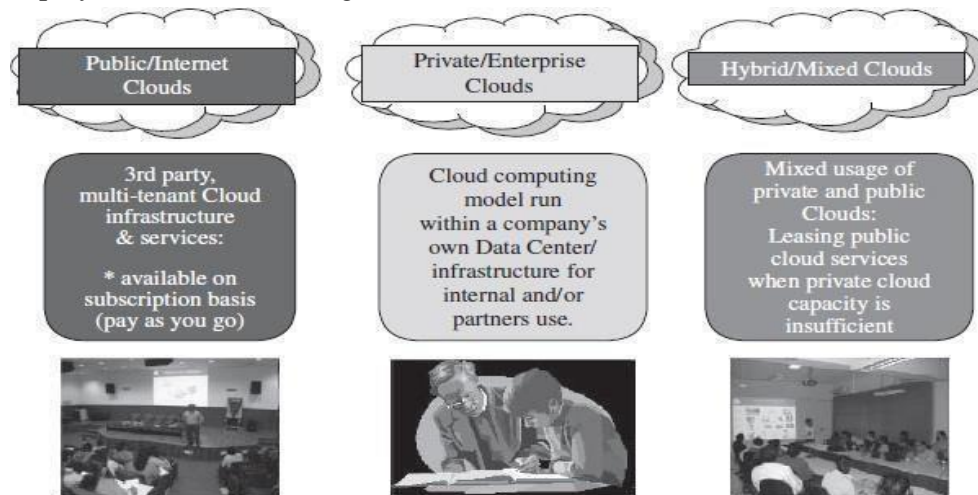 Public/Internet
Clouds
Private/Enterprise
Clouds
Hybrid/Mixed Clouds
3rd party,
multi-tenant Cloud
infrastructure
& services:
* available on
subscription basis
(pay as you go)
Cloud computing
model run
within a company's
own Data Center/
infrastructure for
internal and/or
partners use.
Mixed usage of
private and public
Clouds:
Leasing public
cloud services
when private cloud
capacity is
insufficient